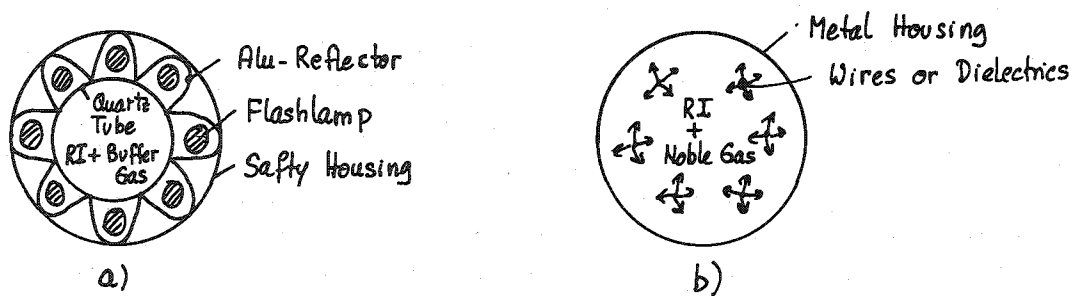 Alu-Reflector
Flashlamp
Safty Housing
Quartz
Tube
RI + Buffer
Gas
a)
Metal Housing
Wires or Dielectrics
RI
+
Noble Gas
b)